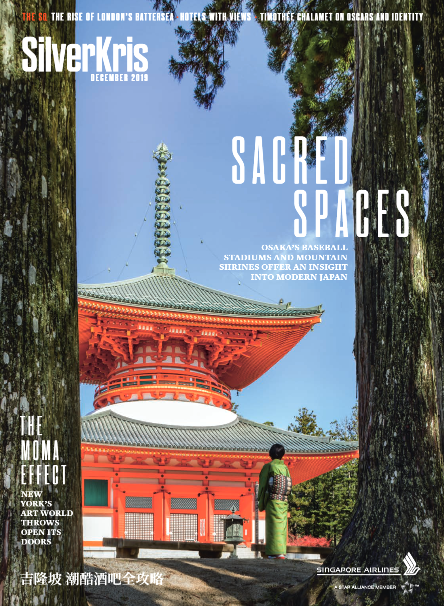 THE SG THE RISE OF LONDON'S BATTERSEA HOTELS WITH VIEWS TIMOTHÉE CHALAMET ON OSCARS AND IDENTITY
SilverKris
DECEMBER 2019
SACRED
SPACES
OSAKA'S BASEBALL
STADIUMS AND MOUNTAIN
SHRINES OFFER AN INSIGHT
INTO MODERN JAPAN
THE
MOMA
EFFECT
NEW
YORK'S
ART WORLD
THROWS
OPEN ITS
DOORS
吉隆坡 潮酷酒吧全攻略
SINGAPORE AIRLINES
A STAR ALLIANCE MEMBER